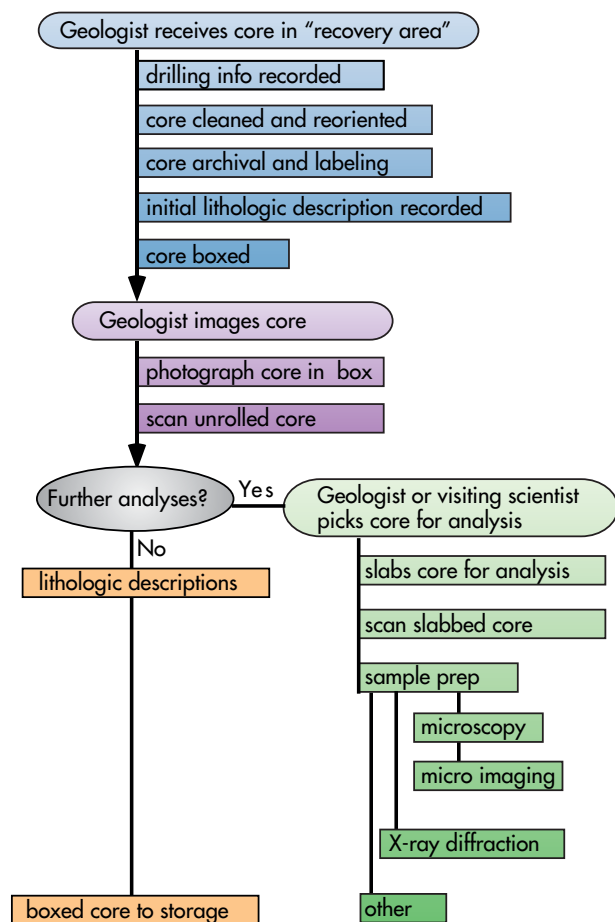 Geologist receives core in “recovery area”
drilling info recorded
core cleaned and reoriented
core archival and labeling
initial lithologic description recorded
core boxed
Geologist images core
photograph core in box
scan unrolled core
Further analyses?
Yes
Geologist or visiting scientist
picks core for analysis
No
lithologic descriptions
slabs core for analysis
scan slabbed core
sample prep
microscopy
micro imaging
X-ray diffraction
boxed core to storage
other